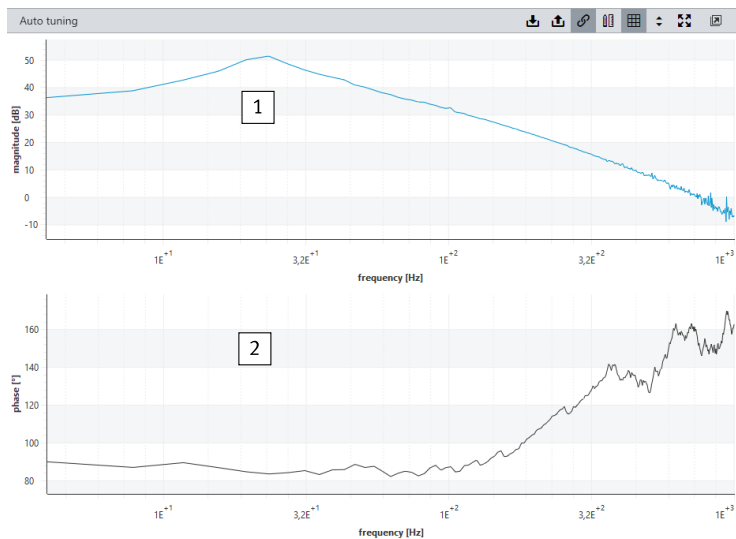 Auto tuning
50
40
30
20
10
0
-10
magnitude [dB]
1
1E+1
3,2E+1
1E+2
3,2E+2
1E+3
frequency [Hz]
160
140
120
100
80
phase [°]
2
1E+1
3,2E+1
1E+2
3,2E+2
1E+3
frequency [Hz]